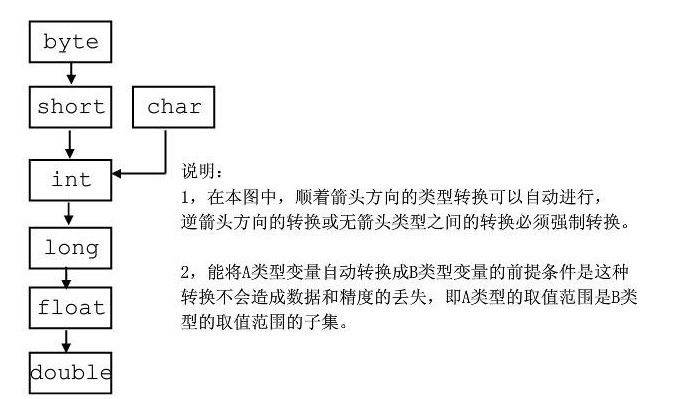 byte
short
char
int
long
float
double
说明：
1，在本图中，顺着箭头方向的类型转换可以自动进行，
逆箭头方向的转换或无箭头类型之间的转换必须强制转换。
2，能将A类型变量自动转换成B类型变量的前提条件是这种
转换不会造成数据和精度的丢失，即A类型的取值范围是B类
型的取值范围的子集。